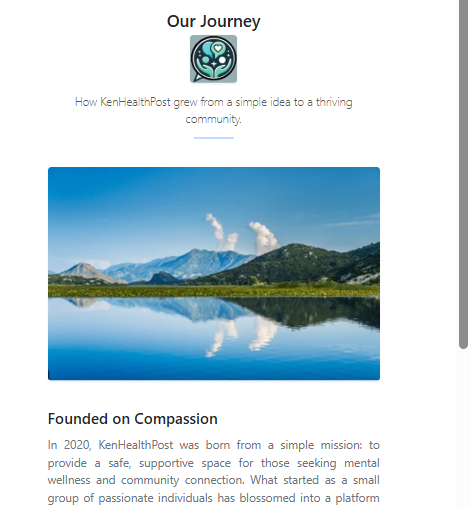 Our Journey
How KenHealthPost grew from a simple idea to a thriving
community.
Founded on Compassion
In 2020, KenHealthPost was born from a simple mission: to
provide a safe, supportive space for those seeking mental
wellness and community connection. What started as a small
group of passionate individuals has blossomed into a platform